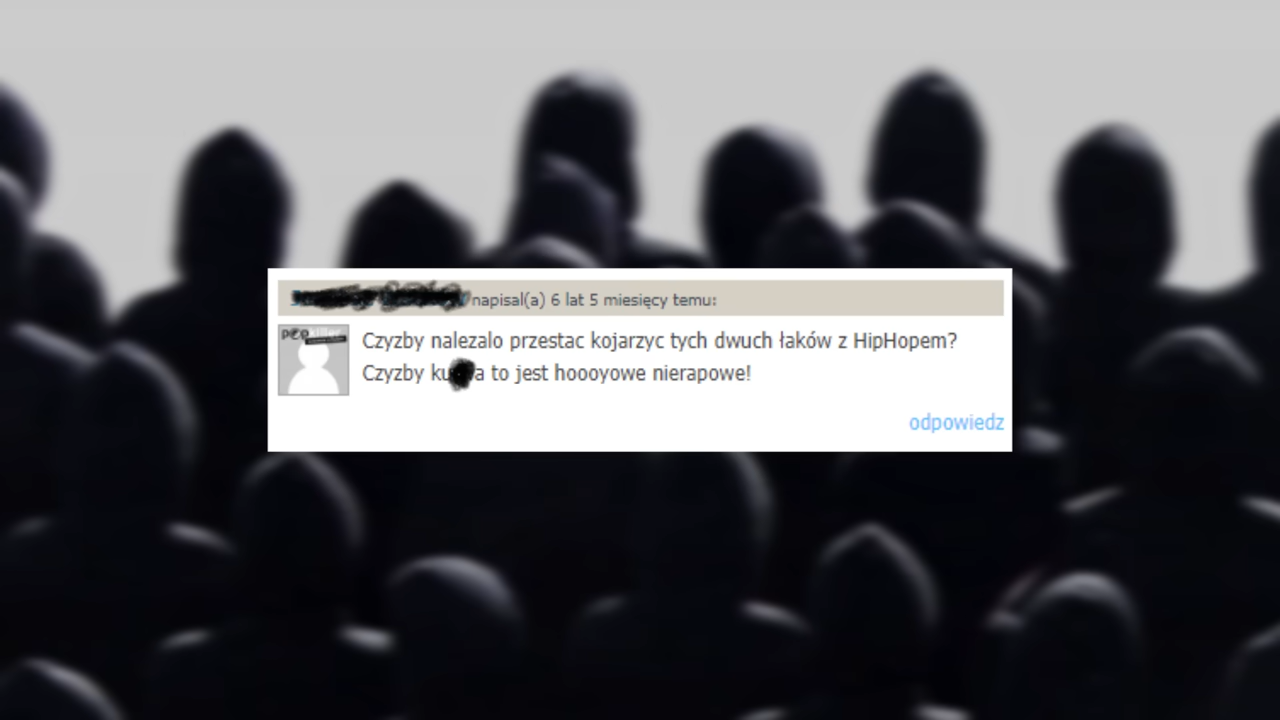 napisal(a) 6 lat 5 miesięcy temu:
Czyzby nalezalo przestac kojarzyc tych dwuch łaków z HipHopem?
Czyzby to jest hoooyowe nierapowe!
odpowiedz